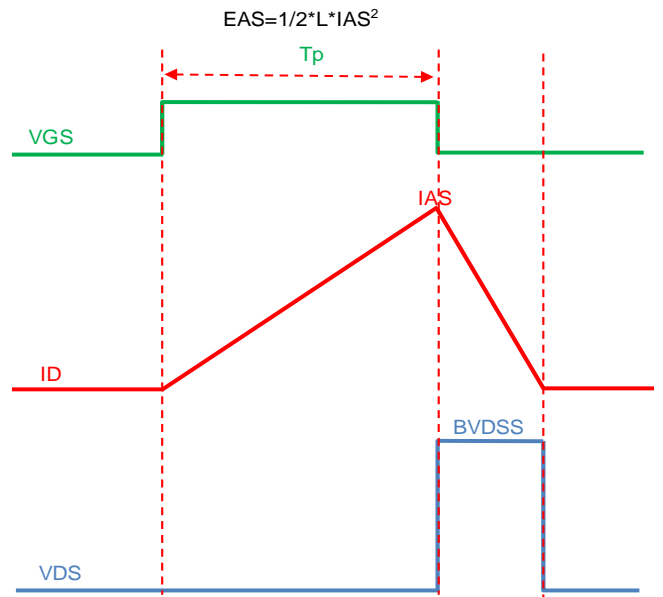 EAS=1/2*L*IAS²
Tp
VGS
IAS
ID
BVDSS
VDS